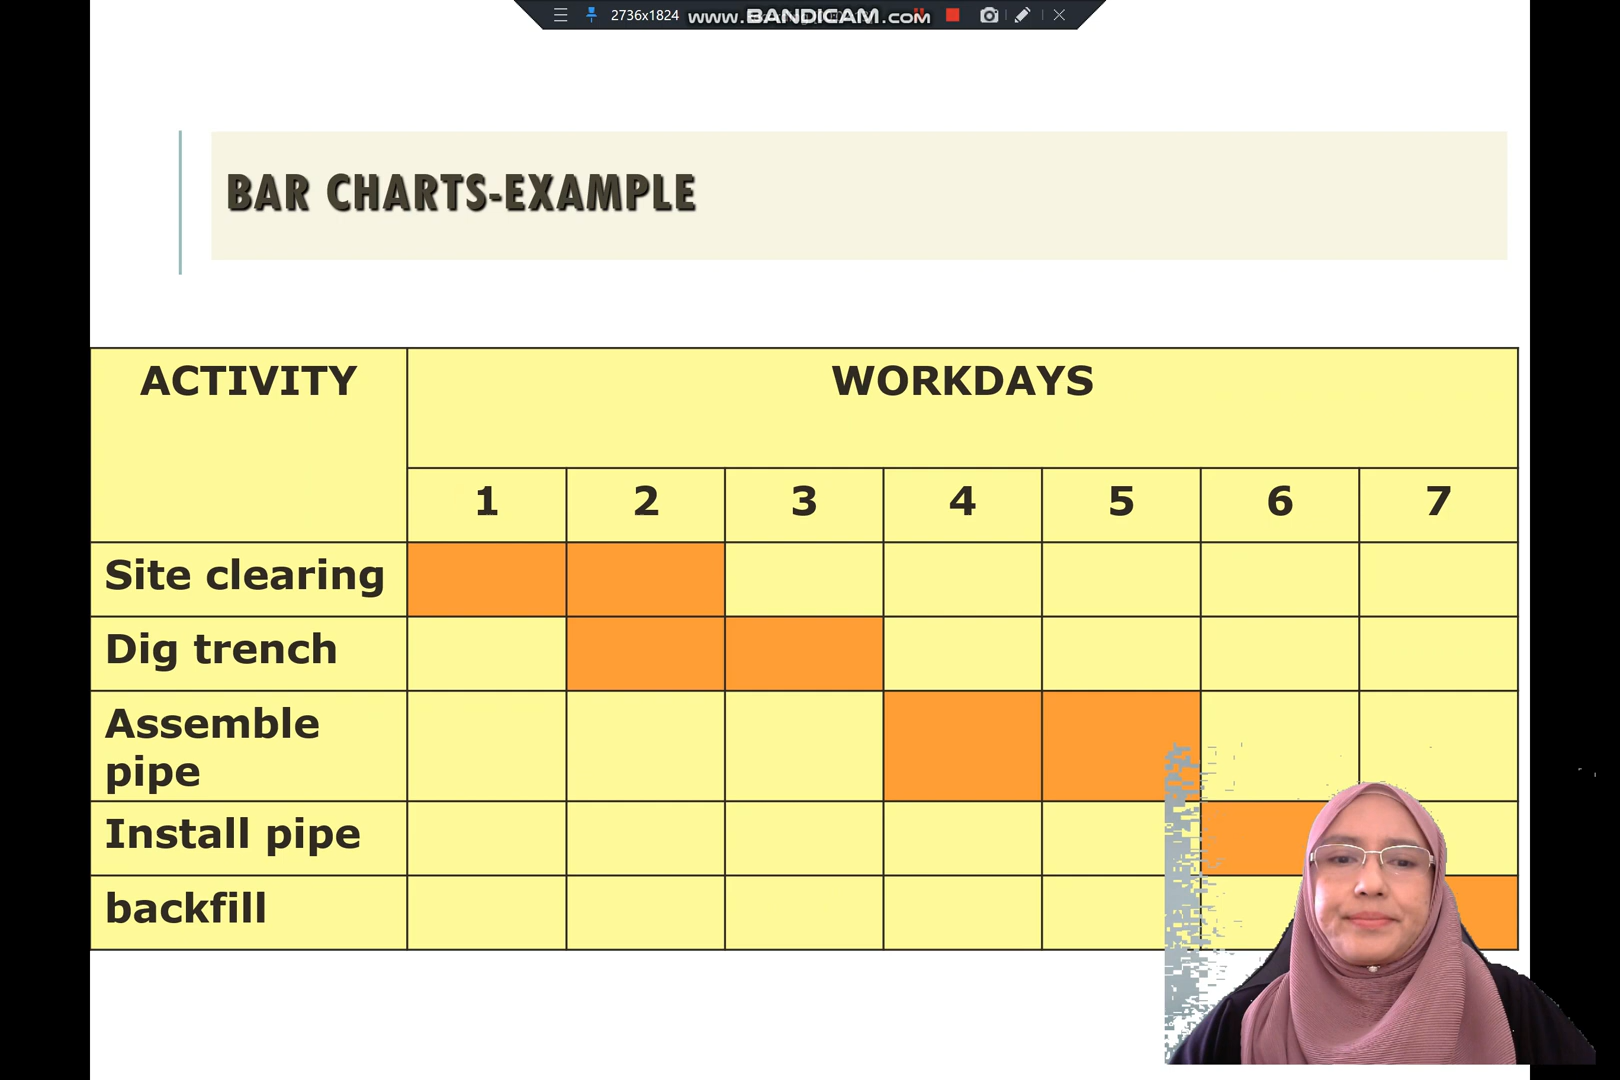 2736x1824 www.BANDICAM.com
BAR CHARTS-EXAMPLE
ACTIVITY
WORKDAYS
1 2 3 4 5 6 7
Site clearing
Dig trench
Assemble
pipe
Install pipe
backfill